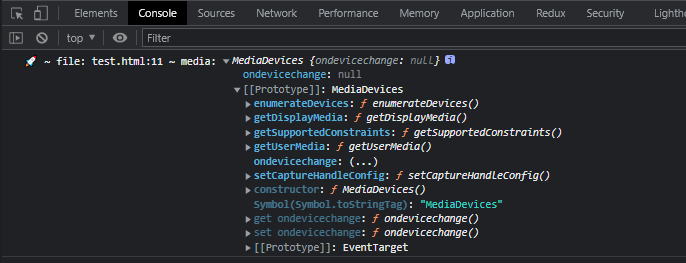 Elements Console Sources Network Performance Memory Application Redux Security Lighth
top Filter
🚀 ~ file: test.html:11 ~ media: ▼ MediaDevices {ondevicechange: null} i
ondevicechange: null
▼ [[Prototype]]: MediaDevices
▶ enumerateDevices: ƒ enumerateDevices()
▶ getDisplayMedia: ƒ getDisplayMedia()
▶ getSupportedConstraints: ƒ getSupportedConstraints()
▶ getUserMedia: ƒ getUserMedia()
ondevicechange: (...)
▶ setCaptureHandleConfig: ƒ setCaptureHandleConfig()
▶ constructor: ƒ MediaDevices()
Symbol(Symbol.toStringTag): "MediaDevices"
▶ get ondevicechange: ƒ ondevicechange()
▶ set ondevicechange: ƒ ondevicechange()
▶ [[Prototype]]: EventTarget